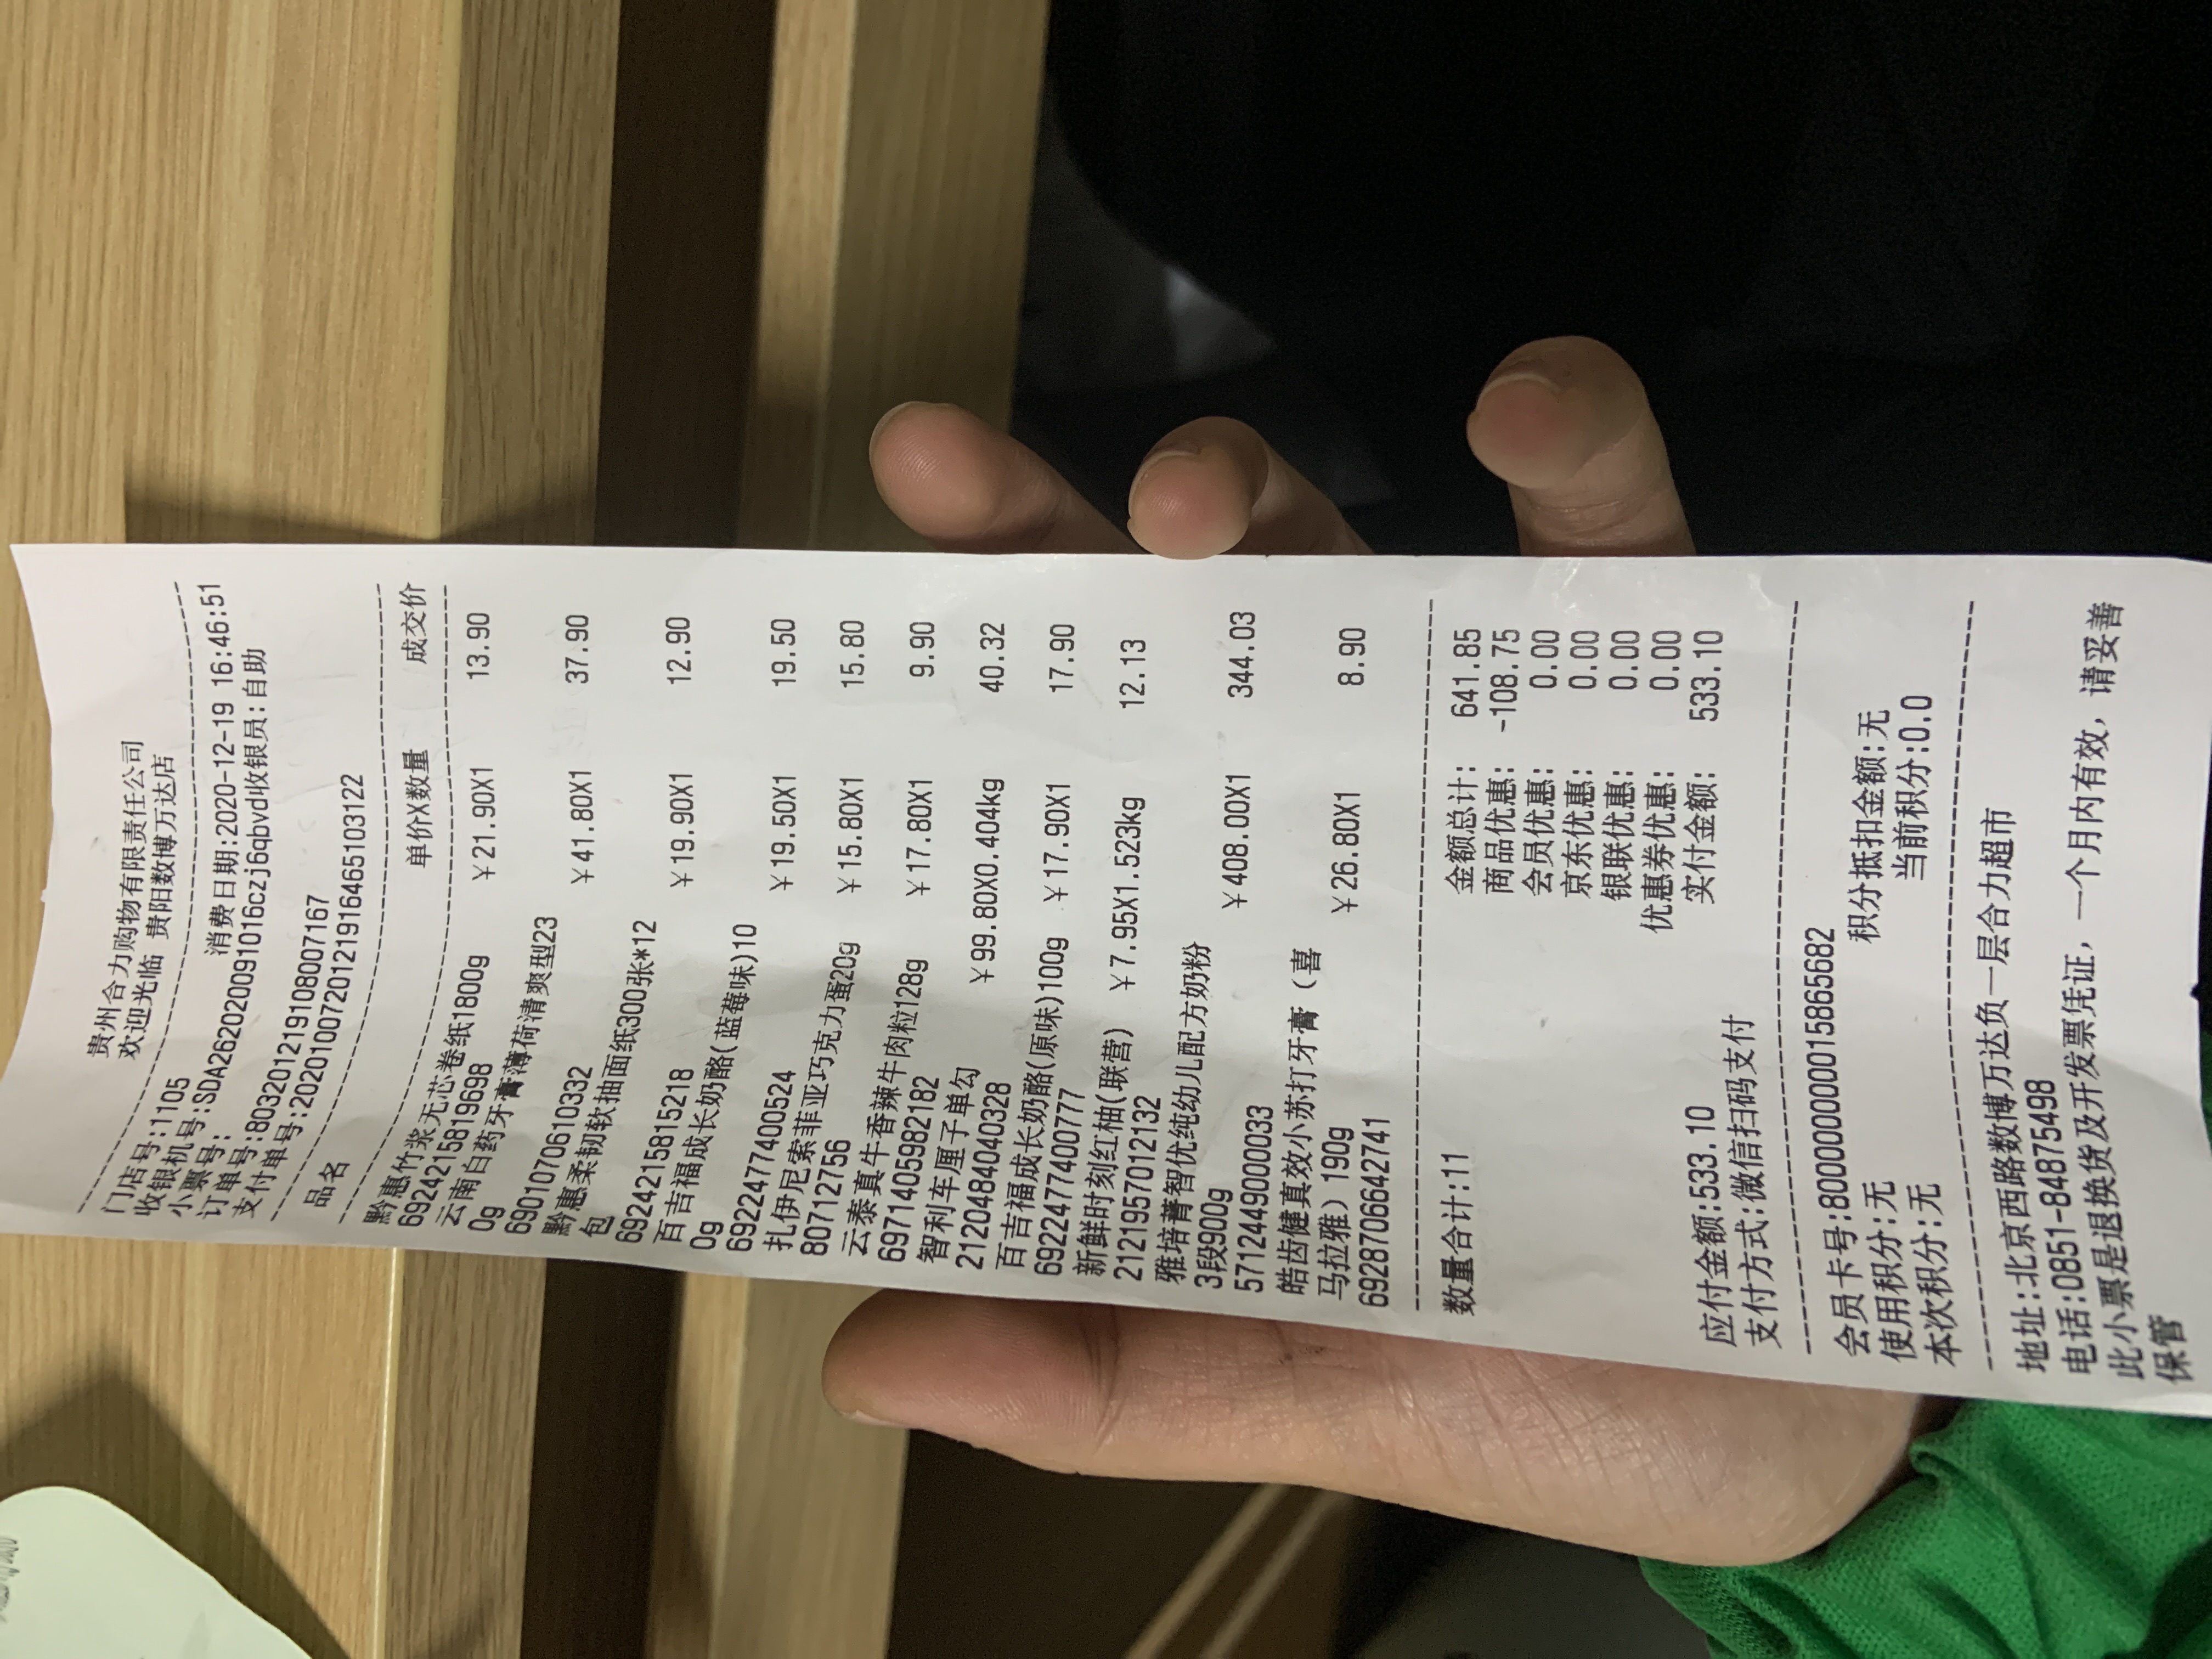 贵州合力购物有限责任公司
欢迎光临 贵阳数博万达店
门店号:1105 消费日期:2020-12-19 16:46:51
收银机号:SDA26202009101016czj6qbvd收银员:自助
小票号:
订单号:803201219108007167
支付单号:2020100720121916465103122
品名 单价X数量 成交价
黔惠竹浆无芯卷纸1800g ￥21.90X1 13.90
6924215819698
云南白药牙膏薄荷清爽型23
0g ￥41.80X1 37.90
6901070610332
黔惠柔韧软抽面纸300张*12
包 ￥19.90X1 12.90
6924215815218
百吉福成长奶酪(蓝莓味)10
0g ￥19.50X1 19.50
6922477400524
扎伊尼索菲亚巧克力蛋20g ￥15.80X1 15.80
80712756
云泰真牛香辣牛肉粒128g ￥17.80X1 9.90
6971405982182
智利车厘子单勾 ￥99.80X0.404kg 40.32
2120484040328
百吉福成长奶酪(原味)100g ￥17.90X1 17.90
6922477400777
新鲜时时刻红柚(联营) ￥7.95X1.523kg 12.13
2121957012132
雅培菁智优纯幼儿配方奶粉
3段900g ￥408.00X1 344.03
5712449000033
皓齿健真效小苏打牙膏（喜
马拉雅）190g ￥26.80X1 8.90
6928706642741
数量合计:11 金额总计: 641.85
商品优惠: -108.75
会员优惠: 0.00
京东优惠: 0.00
银联优惠: 0.00
优惠券优惠: 0.00
应付金额:533.10 实付金额: 533.10
支付方式:微信扫码支付
会员卡号:8000000000015865682
使用积分:无 积分抵扣金额:无
本次积分:无 当前积分:0.0
地址:北京西路数博万达负一层合力超市
电话:0851-84875498
此小票是退换货及开发票凭证，一个月内有效，请妥善
保管